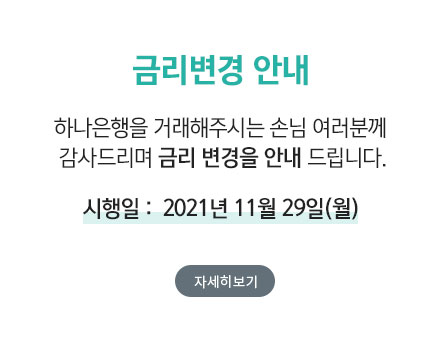 금리변경 안내
하나은행을 거래해주시는 손님 여러분께
감사드리며 금리 변경을 안내 드립니다.
시행일 : 2021년 11월 29일(월)
자세히보기